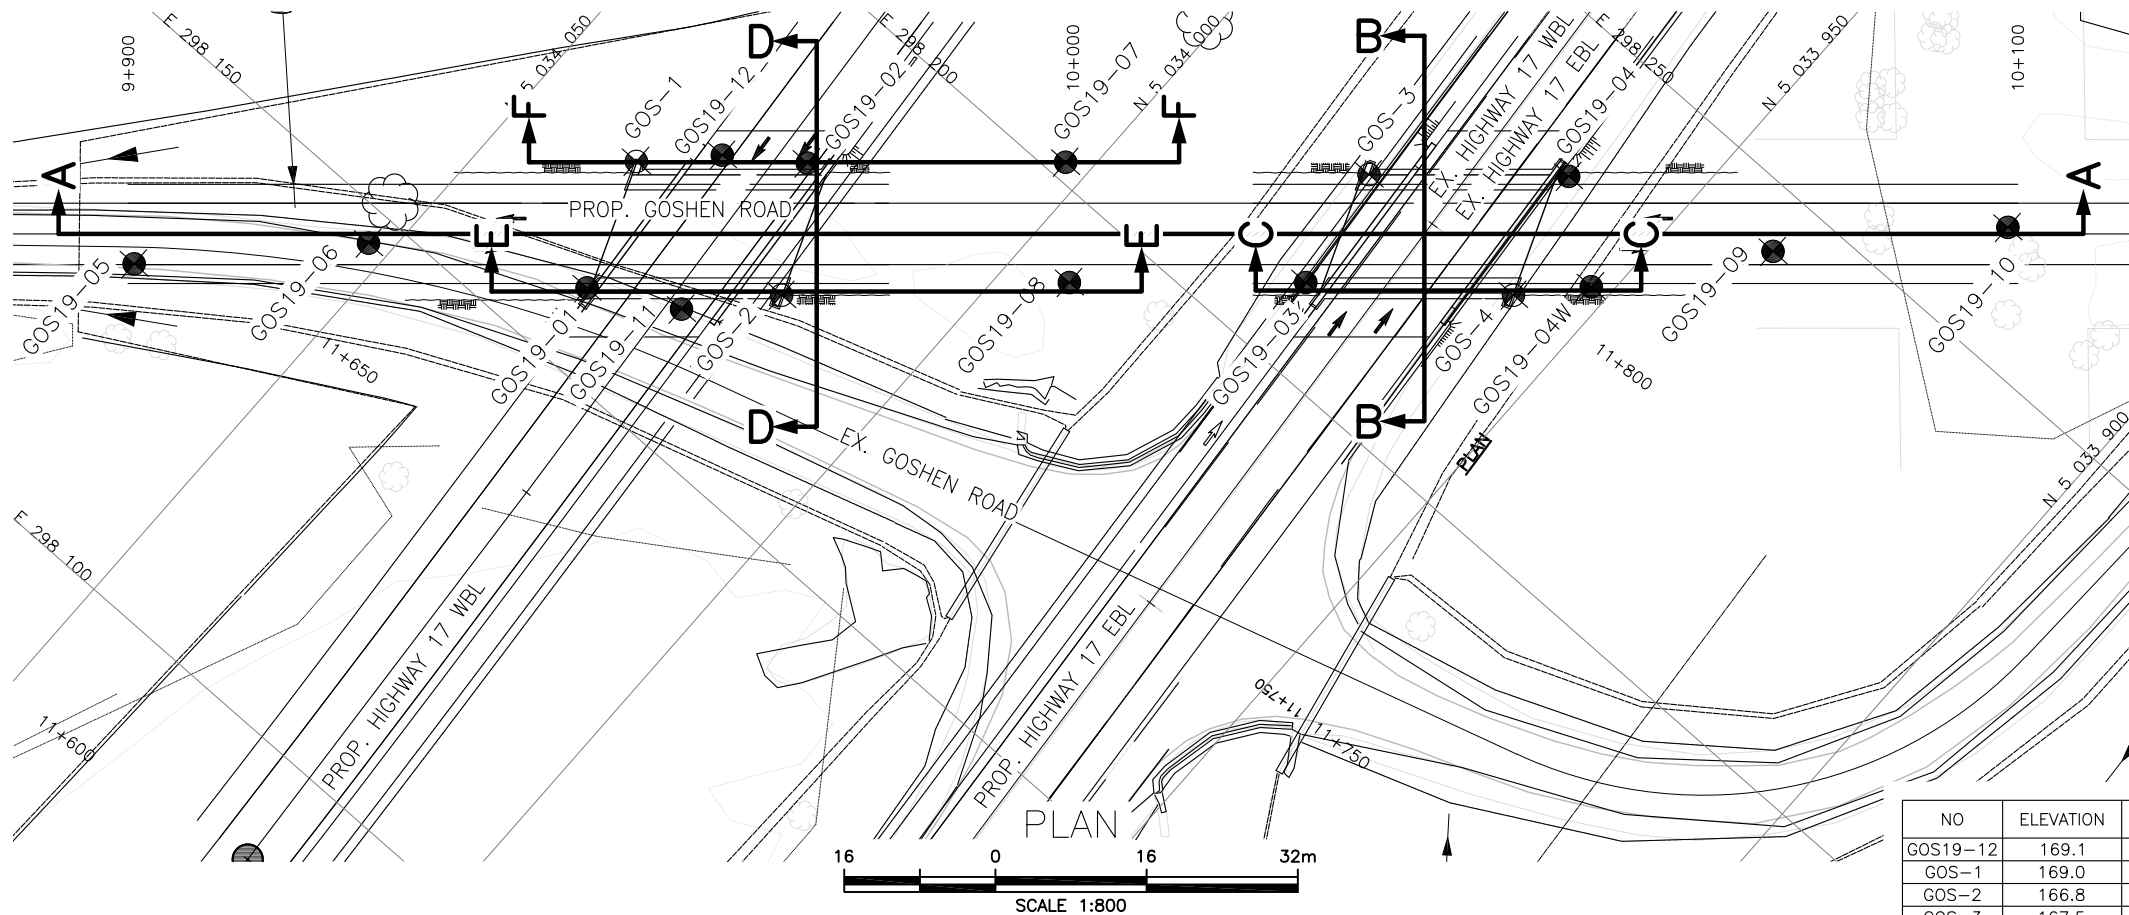 9+900
E 298 150
5 034 050
D
E 298 200
10+000
N 5 034 000
B
EX. HIGHWAY 17 WBL
EX. HIGHWAY 17 EBL
E 298 250
N 5 033 950
10+100
F
GOS-1
GOS19-12
GOS19-02
GOS19-07
F
GOS-3
GOS19-04
A
A
PROP. GOSHEN ROAD
E
E
C
C
GOS19-05
GOS19-06
GOS19-01
GOS19-11
GOS-2
GOS19-08
GOS19-03
GOS-4
GOS19-04W
GOS19-09
GOS19-10
11+650
11+800
D
B
EX. GOSHEN ROAD
PLAN
N 5 033 900
E 298 100
PROP. HIGHWAY 17 WBL
PROP. HIGHWAY 17 EBL
11+600
11+750
11+750
PLAN
16 0 16 32m
SCALE 1:800
NO ELEVATION
GOS19-12 169.1
GOS-1 169.0
GOS-2 166.8
GOS-3 167.5